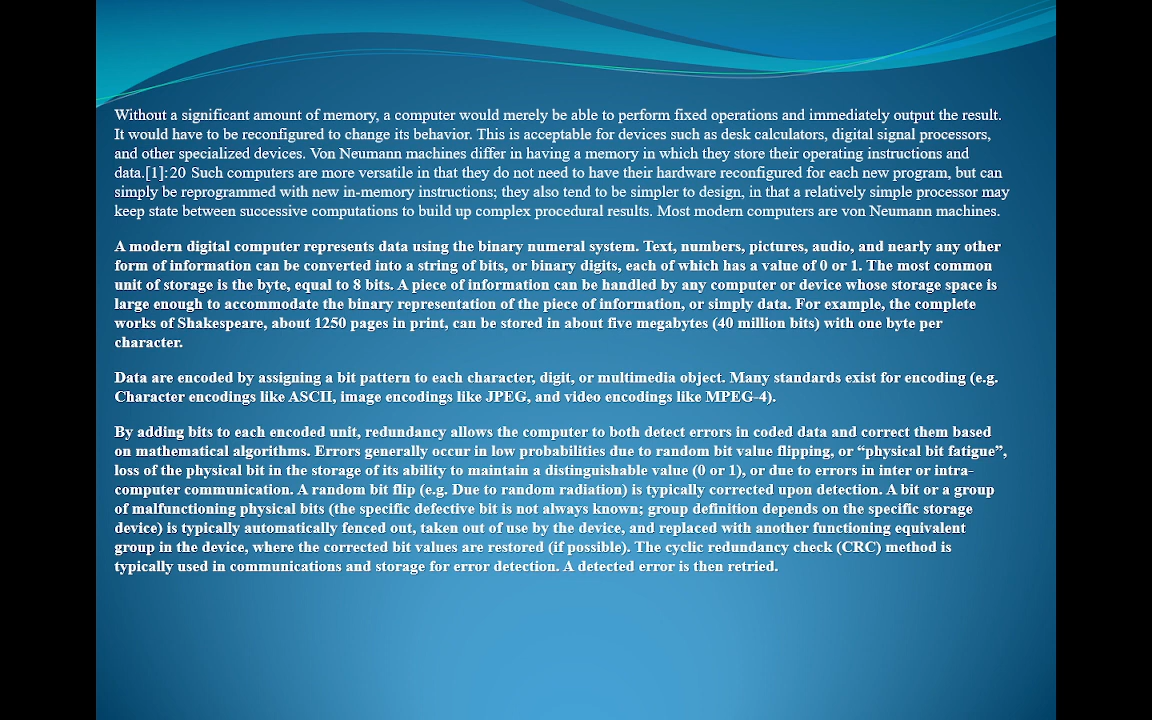 Without a significant amount of memory, a computer would merely be able to perform fixed operations and immediately output the result.
It would have to be reconfigured to change its behavior. This is acceptable for devices such as desk calculators, digital signal processors,
and other specialized devices. Von Neumann machines differ in having a memory in which they store their operating instructions and
data.[1]:20 Such computers are more versatile in that they do not need to have their hardware reconfigured for each new program, but can
simply be reprogrammed with new in-memory instructions; they also tend to be simpler to design, in that a relatively simple processor may
keep state between successive computations to build up complex procedural results. Most modern computers are von Neumann machines.
A modern digital computer represents data using the binary numeral system. Text, numbers, pictures, audio, and nearly any other
form of information can be converted into a string of bits, or binary digits, each of which has a value of 0 or 1. The most common
unit of storage is the byte, equal to 8 bits. A piece of information can be handled by any computer or device whose storage space is
large enough to accommodate the binary representation of the piece of information, or simply data. For example, the complete
works of Shakespeare, about 1250 pages in print, can be stored in about five megabytes (40 million bits) with one byte per
character.
Data are encoded by assigning a bit pattern to each character, digit, or multimedia object. Many standards exist for encoding (e.g.
Character encodings like ASCII, image encodings like JPEG, and video encodings like MPEG-4).
By adding bits to each encoded unit, redundancy allows the computer to both detect errors in coded data and correct them based
on mathematical algorithms. Errors generally occur in low probabilities due to random bit value flipping, or “physical bit fatigue”,
loss of the physical bit in the storage of its ability to maintain a distinguishable value (0 or 1), or due to errors in inter or intra-
computer communication. A random bit flip (e.g. Due to random radiation) is typically corrected upon detection. A bit or a group
of malfunctioning physical bits (the specific defective bit is not always known; group definition depends on the specific storage
device) is typically automatically fenced out, taken out of use by the device, and replaced with another functioning equivalent
group in the device, where the corrected bit values are restored (if possible). The cyclic redundancy check (CRC) method is
typically used in communications and storage for error detection. A detected error is then retried.